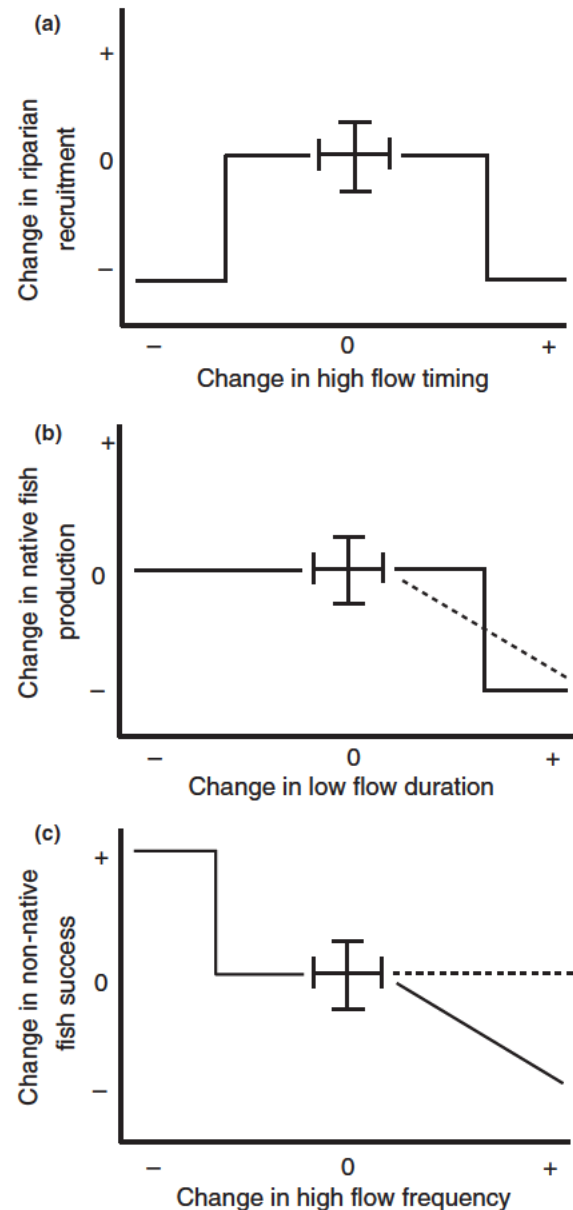 (a)
+
Change in riparian
recruitment
0
–
– 0 +
Change in high flow timing
(b)
+
Change in native fish
production
0
–
– 0 +
Change in low flow duration
(c)
+
Change in non-native
fish success
0
–
– 0 +
Change in high flow frequency